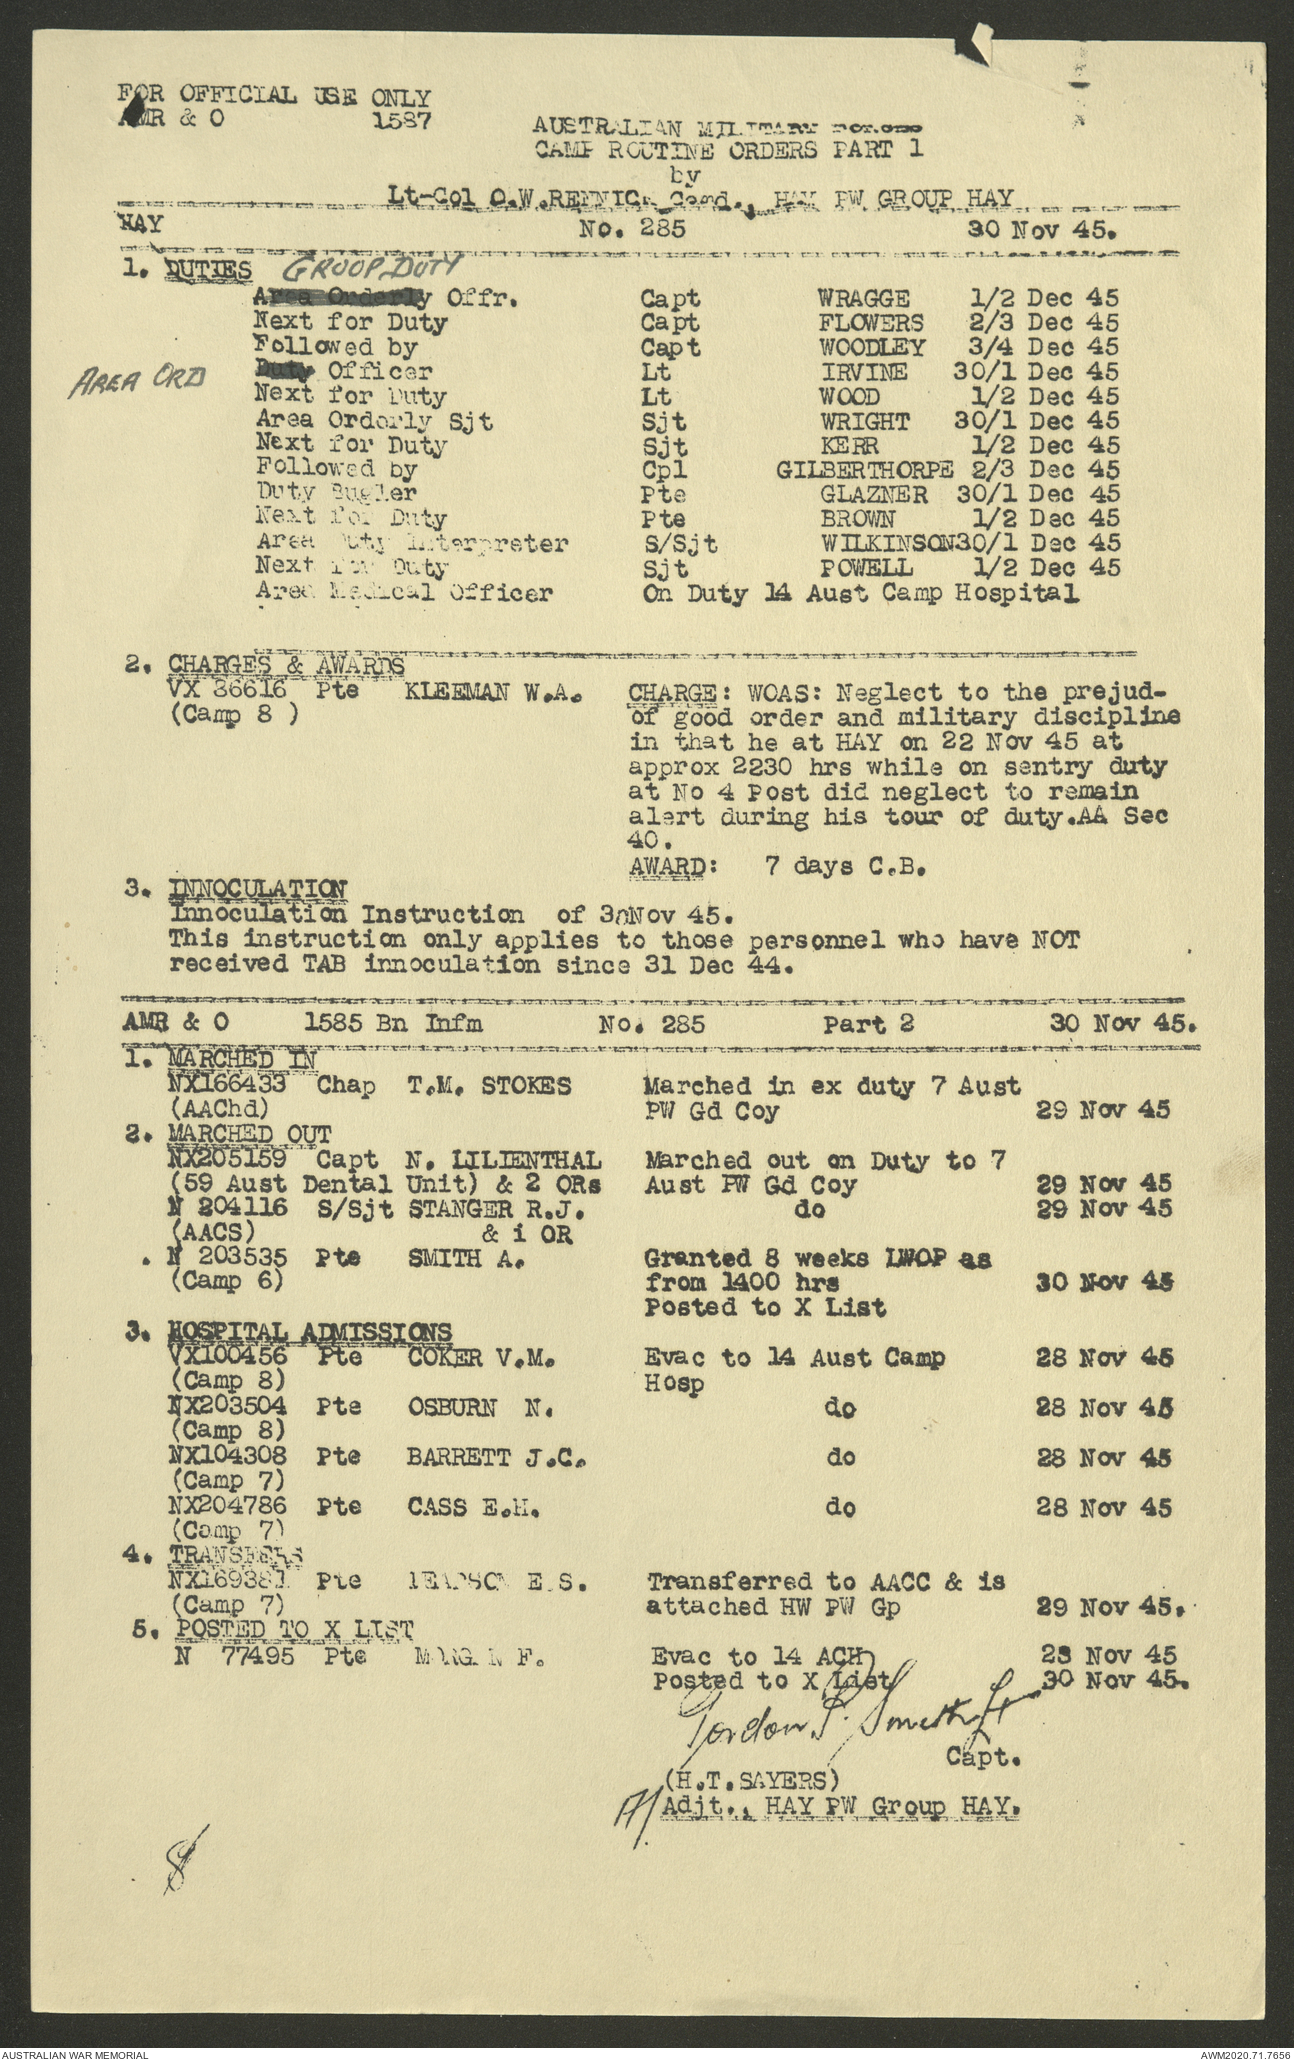 FOR OFFICIAL USE ONLY
AMR & O 1587
AUSTRALIAN MILITARY FORCES
CAMP ROUTINE ORDERS PART 1
by
Lt-Col O.W.RENNICK Comd., HAY PW GROUP HAY
HAY No. 285 30 Nov 45.
1. DUTIES GROUP DUTY
Area Orderly Offr. Capt WRAGGE 1/2 Dec 45
Next for Duty Capt FLOWERS 2/3 Dec 45
Followed by Capt WOODLEY 3/4 Dec 45
AREA ORD Duty Officer Lt IRVINE 30/1 Dec 45
Next for Duty Lt WOOD 1/2 Dec 45
Area Orderly Sjt Sjt WRIGHT 30/1 Dec 45
Next for Duty Sjt KERR 1/2 Dec 45
Followed by Cpl GILBERTHORPE 2/3 Dec 45
Duty Bugler Pte GLAZNER 30/1 Dec 45
Next for Duty Pte BROWN 1/2 Dec 45
Area Duty Interpreter S/Sjt WILKINSON30/1 Dec 45
Next for Duty Sjt POWELL 1/2 Dec 45
Area Medical Officer On Duty 14 Aust Camp Hospital
2. CHARGES & AWARDS
VX 36616 Pte KLEEMAN W.A. CHARGE: WOAS: Neglect to the prejud-
(Camp 8 ) of good order and military discipline
in that he at HAY on 22 Nov 45 at
approx 2230 hrs while on sentry duty
at No 4 Post did neglect to remain
alert during his tour of duty.AA Sec
40.
AWARD: 7 days C.B.
3. INNOCULATION
Innoculation Instruction of 30Nov 45.
This instruction only applies to those personnel who have NOT
received TAB innoculation since 31 Dec 44.
AMR & O 1585 Bn Infm No. 285 Part 2 30 Nov 45.
1. MARCHED IN
NX166433 Chap T.M. STOKES Marched in ex duty 7 Aust
(AAChd) PW Gd Coy 29 Nov 45
2. MARCHED OUT
NX205159 Capt N. LILIENTHAL Marched out on Duty to 7
(59 Aust Dental Unit) & 2 ORs Aust PW Gd Coy 29 Nov 45
N 204116 S/Sjt STANGER R.J. do 29 Nov 45
(AACS) & i OR
. N 203535 Pte SMITH A. Granted 8 weeks LWOP as
(Camp 6) from 1400 hrs 30 Nov 45
Posted to X List
3. HOSPITAL ADMISSIONS
VX100456 Pte COKER V.M. Evac to 14 Aust Camp 28 Nov 45
(Camp 8) Hosp
NX203504 Pte OSBURN N. do 28 Nov 45
(Camp 8)
NX104308 Pte BARRETT J.C. do 28 Nov 45
(Camp 7)
NX204786 Pte CASS E.H. do 28 Nov 45
(Camp 7)
4. TRANSFERS
NX169381 Pte PEARSON E.S. Transferred to AACC & is
(Camp 7) attached HW PW Gp 29 Nov 45.
5. POSTED TO X LIST
N 77495 Pte MORGAN F. Evac to 14 ACH 28 Nov 45
Posted to X List 30 Nov 45.
Gordon S. Smith Lt
Capt.
(H.T.SAYERS)
A/ Adjt., HAY PW Group HAY.
8
AUSTRALIAN WAR MEMORIAL AWM2020.71.7656